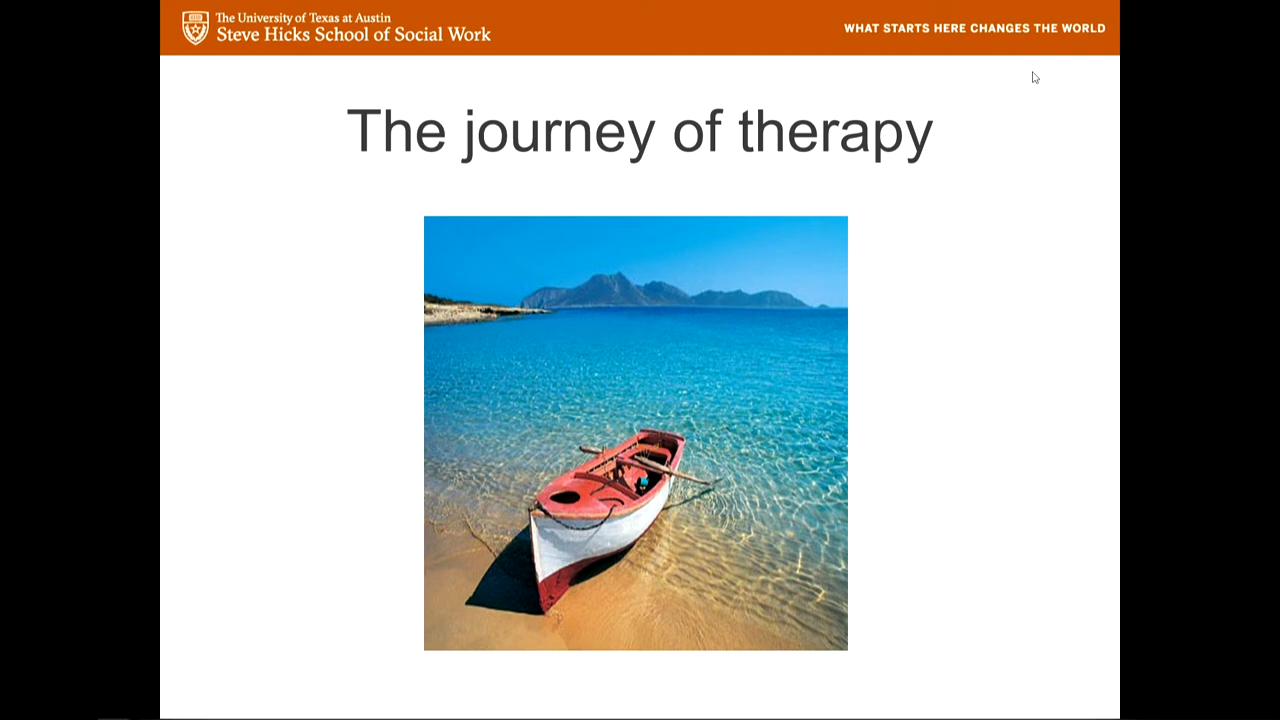 The University of Texas at Austin
Steve Hicks School of Social Work
WHAT STARTS HERE CHANGES THE WORLD
The journey of therapy